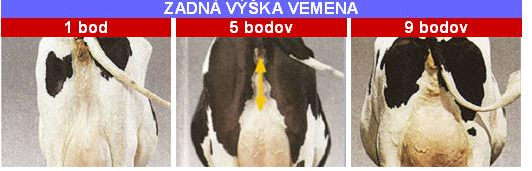 ZADNÁ VÝŠKA VEMENA
1 bod
5 bodov
9 bodov